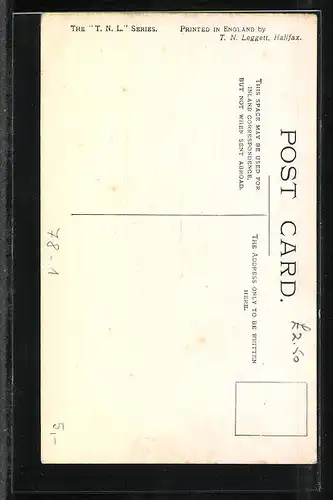 The "T. N. L." Series.
Printed in England by
T. N. Leggett, Halifax.
POST CARD.
This space may be used for
inland correspondence,
but not when sent
abroad.
The Address only to be written
here.
£2.50
78-1
5,-